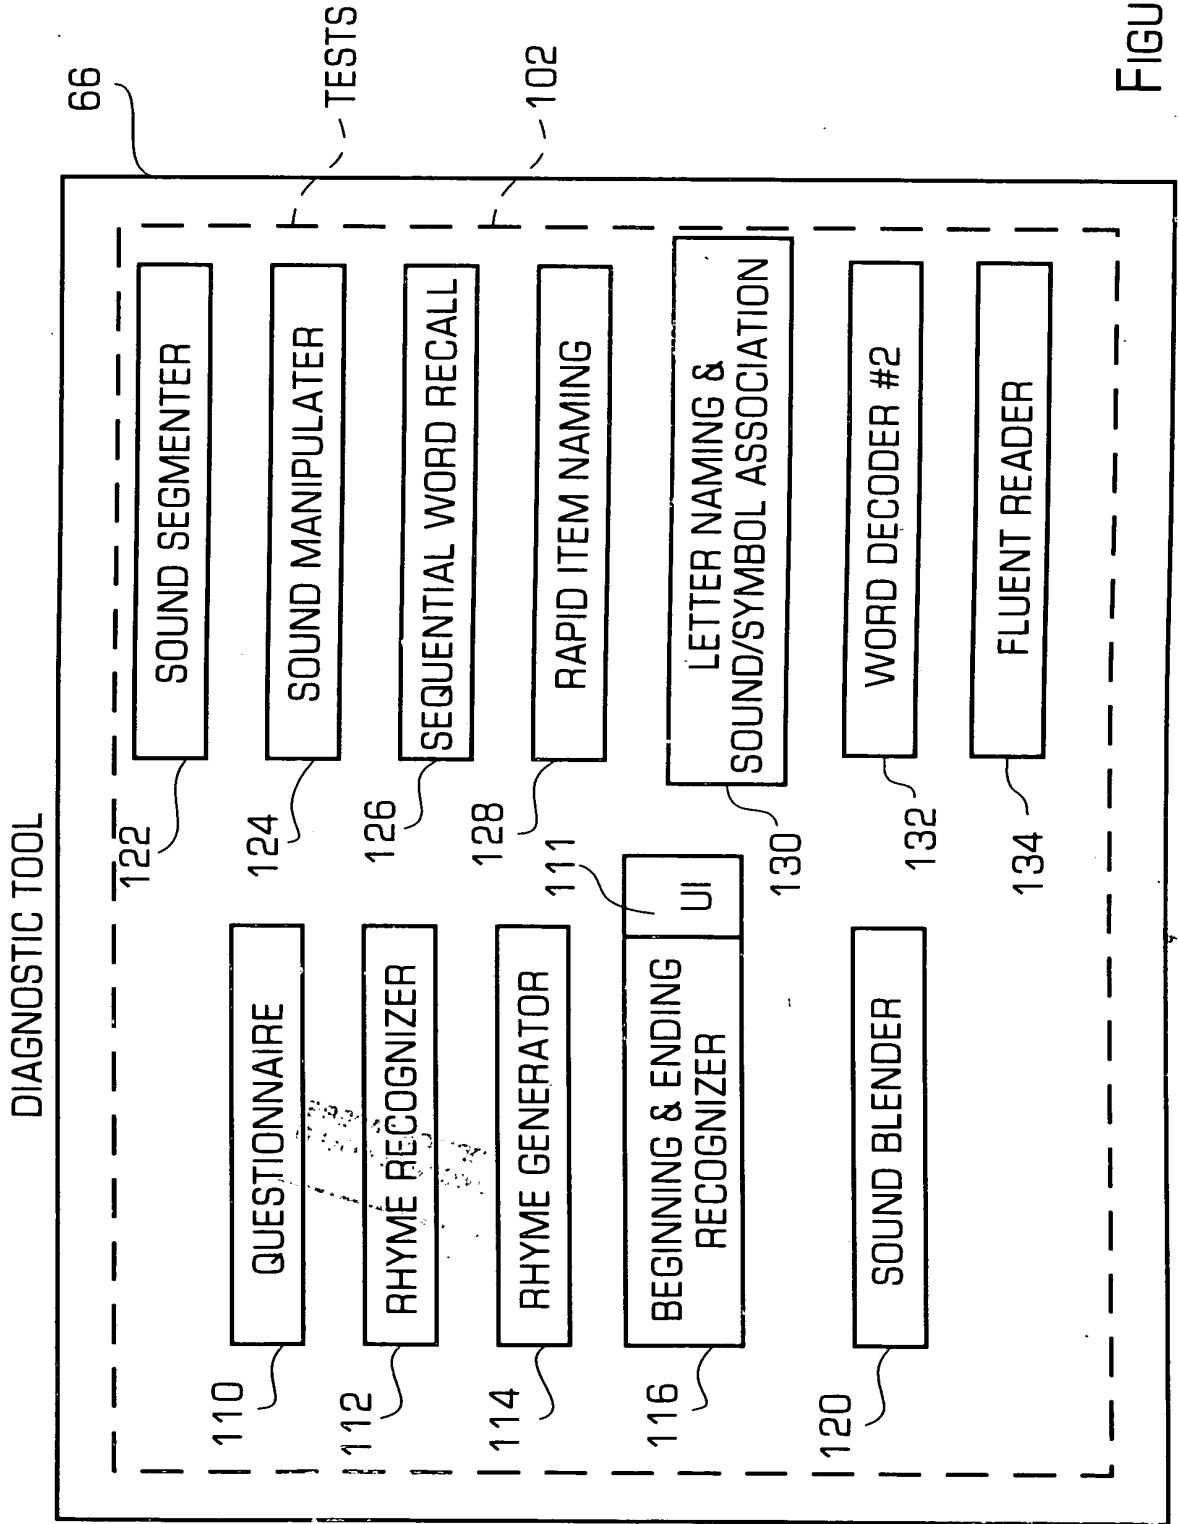 DIAGNOSTIC TOOL
66
TESTS
102
110
QUESTIONNAIRE
112
RHYME RECOGNIZER
114
RHYME GENERATOR
116
BEGINNING & ENDING
RECOGNIZER
111
UI
120
SOUND BLENDER
122
SOUND SEGMENTER
124
SOUND MANIPULATER
126
SEQUENTIAL WORD RECALL
128
RAPID ITEM NAMING
130
LETTER NAMING &
SOUND/SYMBOL ASSOCIATION
132
WORD DECODER #2
134
FLUENT READER
FIGU